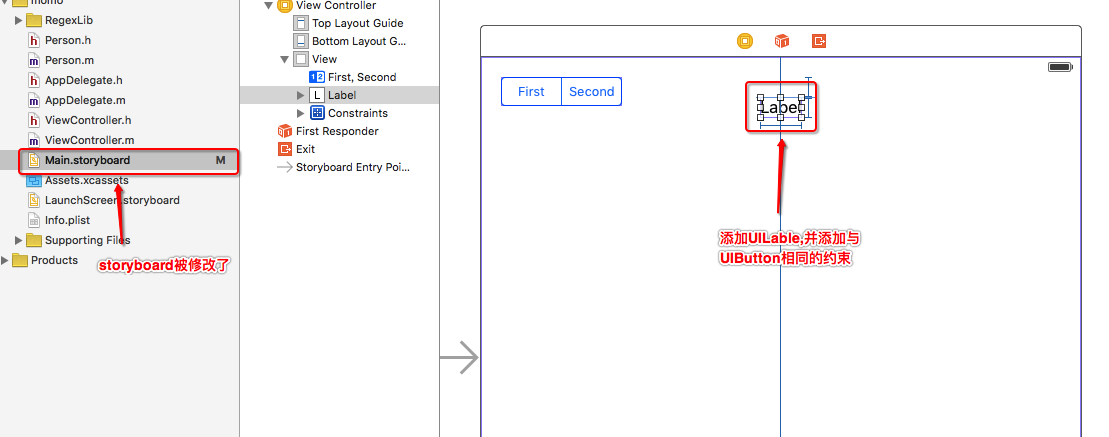 momo
RegexLib
Person.h
Person.m
AppDelegate.h
AppDelegate.m
ViewController.h
ViewController.m
Main.storyboard M
Assets.xcassets
LaunchScreen.storyboard
Info.plist
Supporting Files
Products
storyboard被修改了
View Controller
Top Layout Guide
Bottom Layout G...
View
12 First, Second
L Label
Constraints
First Responder
Exit
Storyboard Entry Poi...
First Second
Label
添加UILable,并添加与
UIButton相同的约束